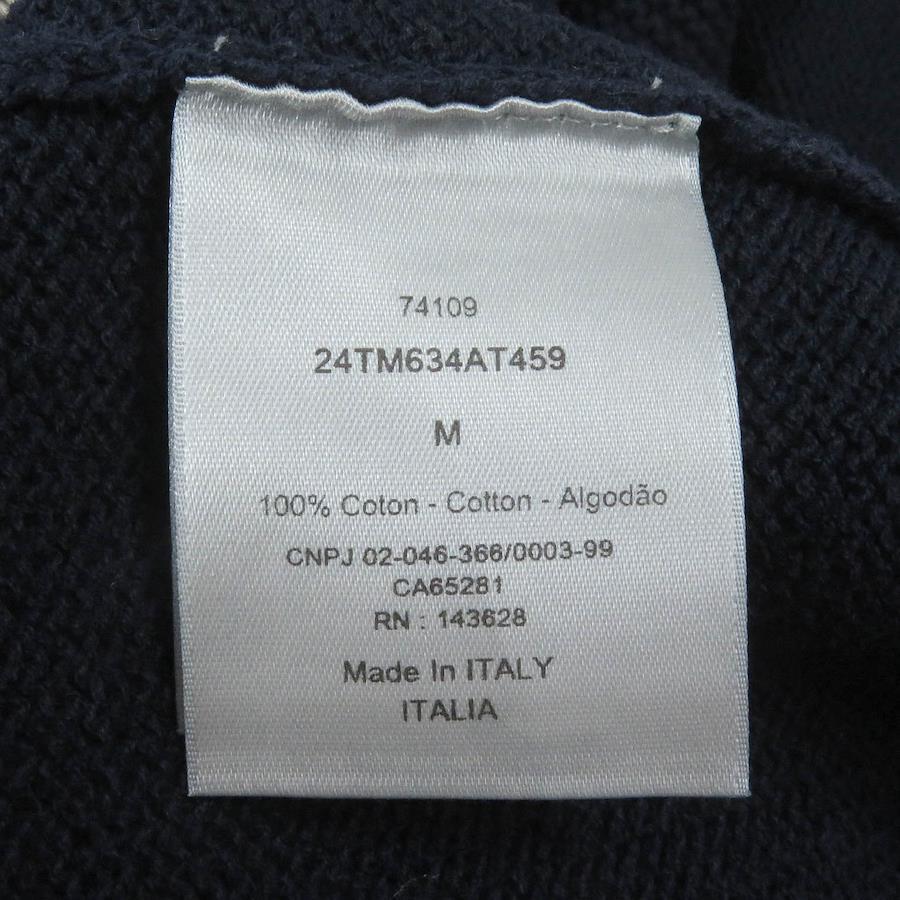 74109
24TM634AT459
M
100% Coton - Cotton - Algodão
CNPJ 02-046-366/0003-99
CA65281
RN : 143628
Made In ITALY
ITALIA